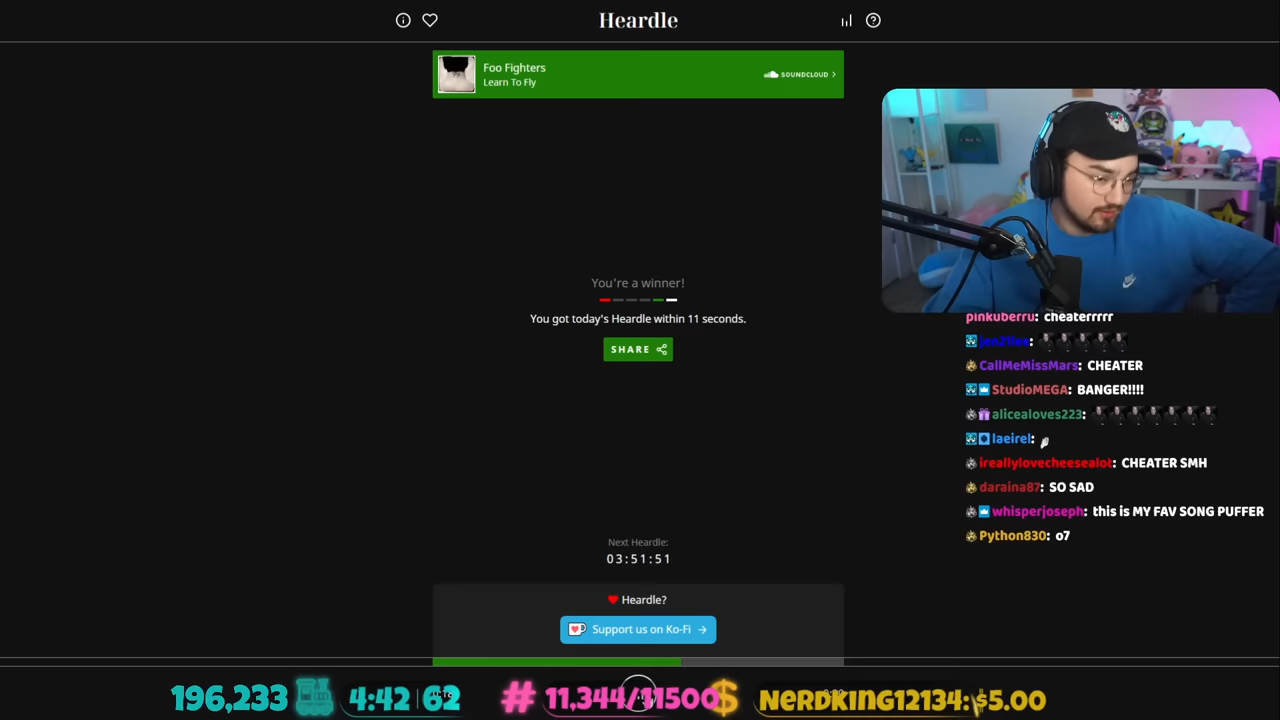 Heardle
Foo Fighters
Learn To Fly
SOUNDCLOUD
You're a winner!
You got today's Heardle within 11 seconds.
SHARE
Next Heardle:
03:51:51
Heardle?
Support us on Ko-Fi
pinkuberru: cheaterrrrr
CallMeMissMars: CHEATER
StudioMEGA: BANGER!!!!
alicealoves223:
laeirel:
ireallylovecheesealot: CHEATER SMH
daraina87: SO SAD
whisperjoseph: this is MY FAV SONG PUFFER
Python830: o7
196,233 4:42 62 # 11,344/11500 $ NERDKING12134: $5.00